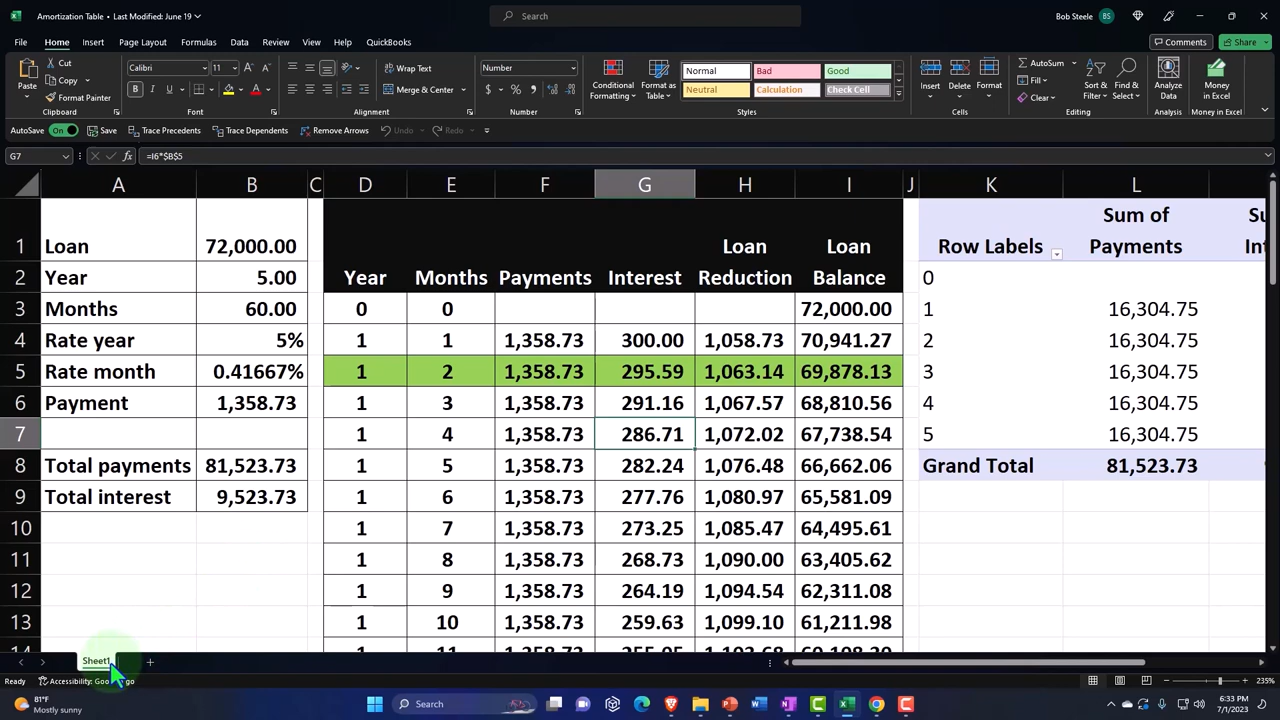 Amortization Table • Last Modified: June 19
Search
Bob Steele BS
File Home Insert Page Layout Formulas Data Review View Help QuickBooks Comments Share
Cut
Copy
Format Painter
Paste
Calibri 11
Wrap Text
Merge & Center
Number
Conditional Formatting
Format as Table
Normal Bad Good
Neutral Calculation Check Cell
Insert Delete Format
AutoSum
Fill
Clear
Sort & Filter
Find & Select
Analyze Data
Money in Excel
Clipboard Font Alignment Number Styles Cells Editing Analysis Money in Excel
AutoSave On Save Trace Precedents Trace Dependents Remove Arrows Undo Redo
G7 fx =I6*$B$5
A B C D E F G H I J K L
1 Loan 72,000.00 Loan Loan Row Labels Sum of Payments
2 Year 5.00 Year Months Payments Interest Reduction Balance 0
3 Months 60.00 0 0 72,000.00 1 16,304.75
4 Rate year 5% 1 1 1,358.73 300.00 1,058.73 70,941.27 2 16,304.75
5 Rate month 0.41667% 1 2 1,358.73 295.59 1,063.14 69,878.13 3 16,304.75
6 Payment 1,358.73 1 3 1,358.73 291.16 1,067.57 68,810.56 4 16,304.75
7 1 4 1,358.73 286.71 1,072.02 67,738.54 5 16,304.75
8 Total payments 81,523.73 1 5 1,358.73 282.24 1,076.48 66,662.06 Grand Total 81,523.73
9 Total interest 9,523.73 1 6 1,358.73 277.76 1,080.97 65,581.09
10 1 7 1,358.73 273.25 1,085.47 64,495.61
11 1 8 1,358.73 268.73 1,090.00 63,405.62
12 1 9 1,358.73 264.19 1,094.54 62,311.08
13 1 10 1,358.73 259.63 1,099.10 61,211.98
Sheet1
Ready Accessibility: Good 235%
81°F
Mostly sunny
Search
6:33 PM
7/1/2023